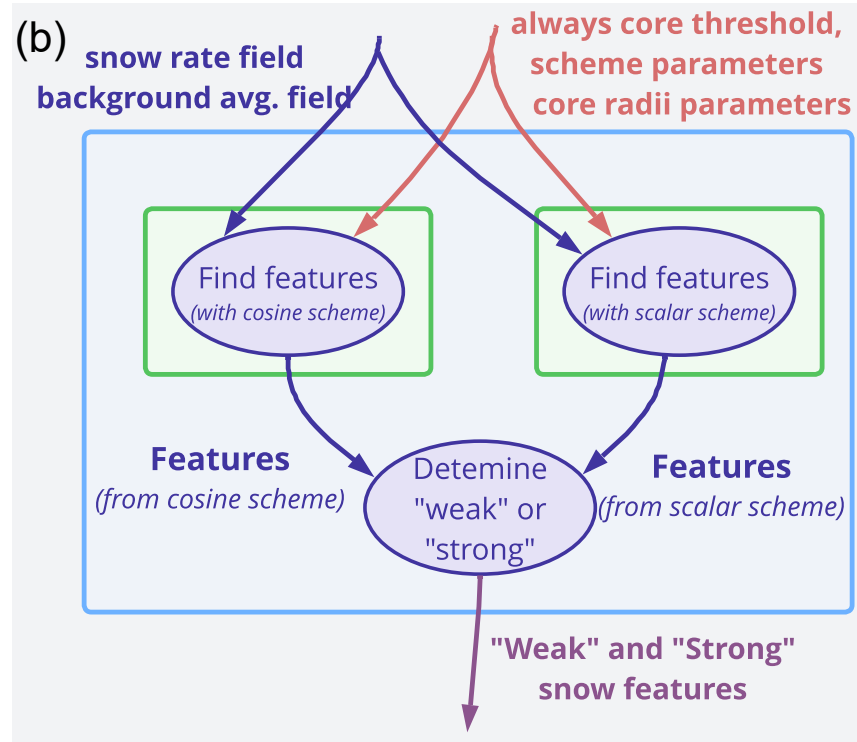 (b)
snow rate field
background avg. field
always core threshold,
scheme parameters
core radii parameters
Find features
(with cosine scheme)
Find features
(with scalar scheme)
Features
(from cosine scheme)
Detemine
"weak" or
"strong"
Features
(from scalar scheme)
"Weak" and "Strong"
snow features